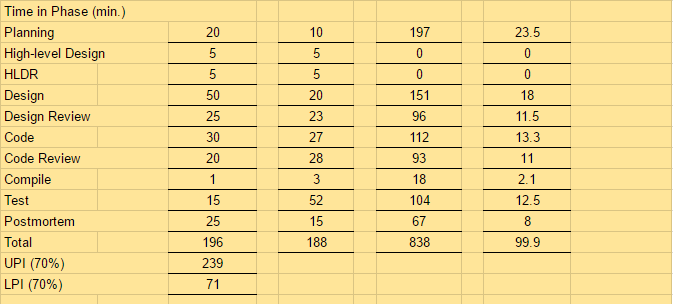 Time in Phase (min.)
Planning 20 10 197 23.5
High-level Design 5 5 0 0
HLDR 5 5 0 0
Design 50 20 151 18
Design Review 25 23 96 11.5
Code 30 27 112 13.3
Code Review 20 28 93 11
Compile 1 3 18 2.1
Test 15 52 104 12.5
Postmortem 25 15 67 8
Total 196 188 838 99.9
UPI (70%) 239
LPI (70%) 71